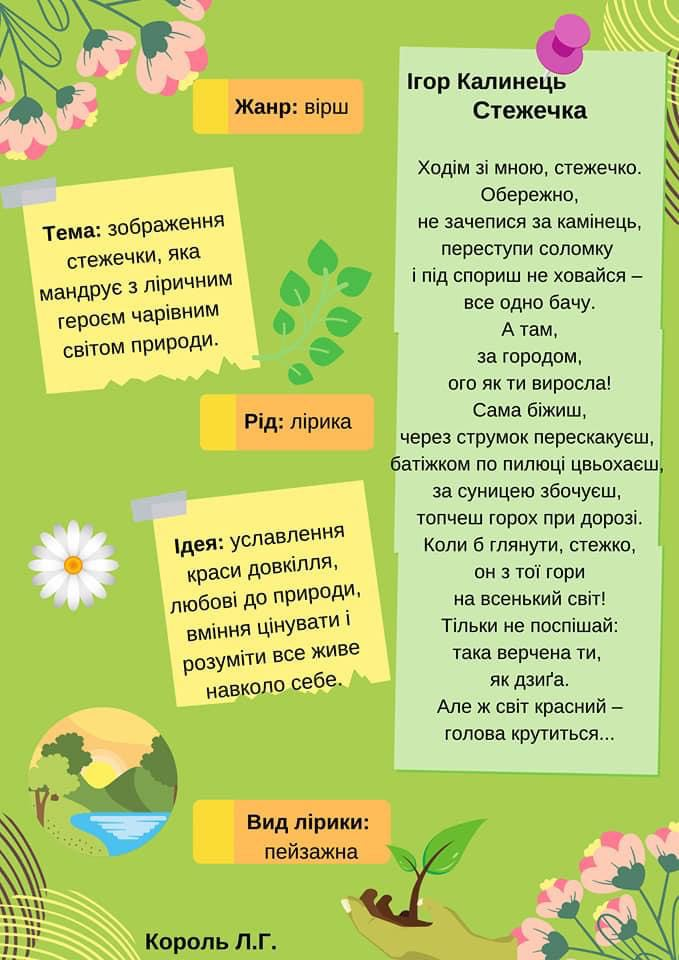 Жанр: вірш
Тема: зображення
стежечки, яка
мандрує з ліричним
героєм чарівним
світом природи.
Рід: лірика
Ідея: уславлення
краси довкілля,
любові до природи,
вміння цінувати і
розуміти все живе
навколо себе.
Вид лірики:
пейзажна
Король Л.Г.
Ігор Калинець
Стежечка
Ходім зі мною, стежечко.
Обережно,
не зачепися за камінець,
переступи соломку
і під спориш не ховайся –
все одно бачу.
А там,
за городом,
ого як ти виросла!
Сама біжиш,
через струмок перескакуєш,
батіжком по пилюці цвьохаєш,
за суницею збочуєш,
топчеш горох при дорозі.
Коли б глянути, стежко,
он з тої гори
на всенький світ!
Тільки не поспішай:
така верчена ти,
як дзиґа.
Але ж світ красний –
голова крутиться...